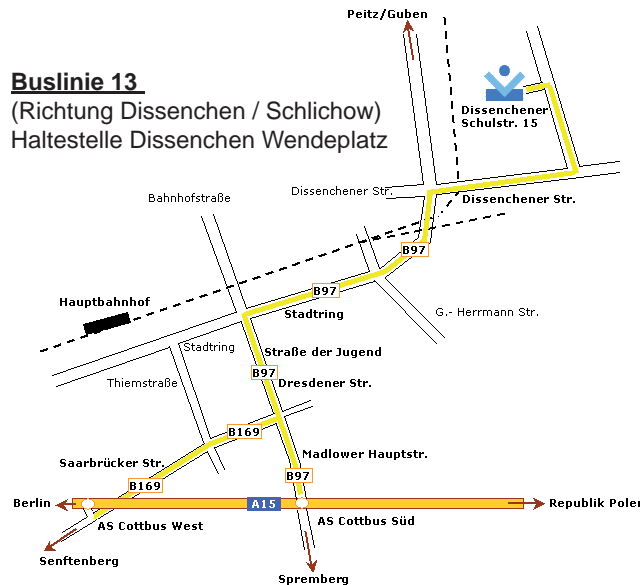 Peitz/Guben
Buslinie 13
(Richtung Dissenchen / Schlichow)
Haltestelle Dissenchen Wendeplatz
Dissenchener
Schulstr. 15
Bahnhofstraße
Dissenchener Str.
Dissenchener Str.
B97
B97
Hauptbahnhof
Stadtring
G.- Herrmann Str.
Stadtring
Straße der Jugend
B97
Thiemstraße
Dresdener Str.
B169
Madlower Hauptstr.
Saarbrücker Str.
B97
B169
Berlin
A15
Republik Polen
AS Cottbus West
AS Cottbus Süd
Senftenberg
Spremberg